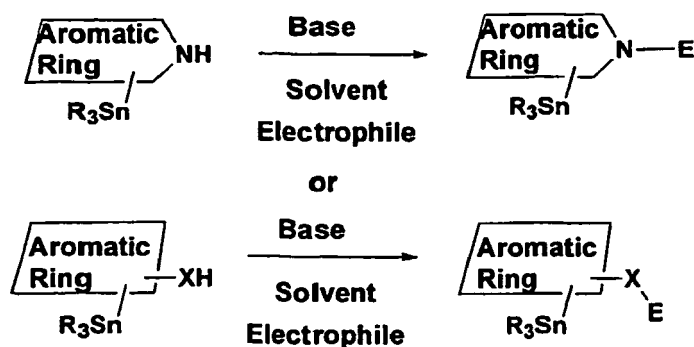 Aromatic
Ring
NH
R3Sn
Base
Solvent
Electrophile
Aromatic
Ring
N—E
R3Sn
or
Aromatic
Ring
XH
R3Sn
Base
Solvent
Electrophile
Aromatic
Ring
X
E
R3Sn